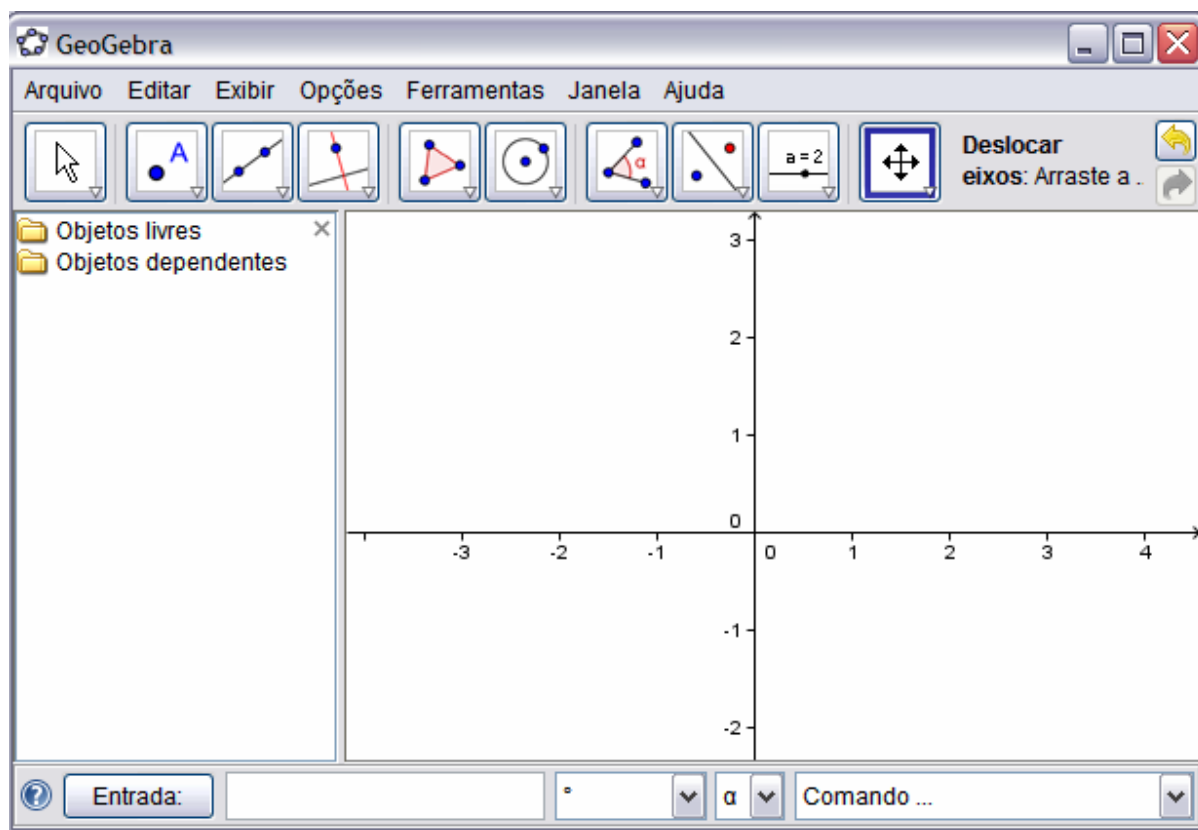 GeoGebra
Arquivo Editar Exibir Opções Ferramentas Janela Ajuda
A
α
a = 2
Deslocar
eixos: Arraste a ..
Objetos livres
Objetos dependentes
3
2
1
0
-3 -2 -1 0 1 2 3 4
-1
-2
Entrada: ° α Comando ...